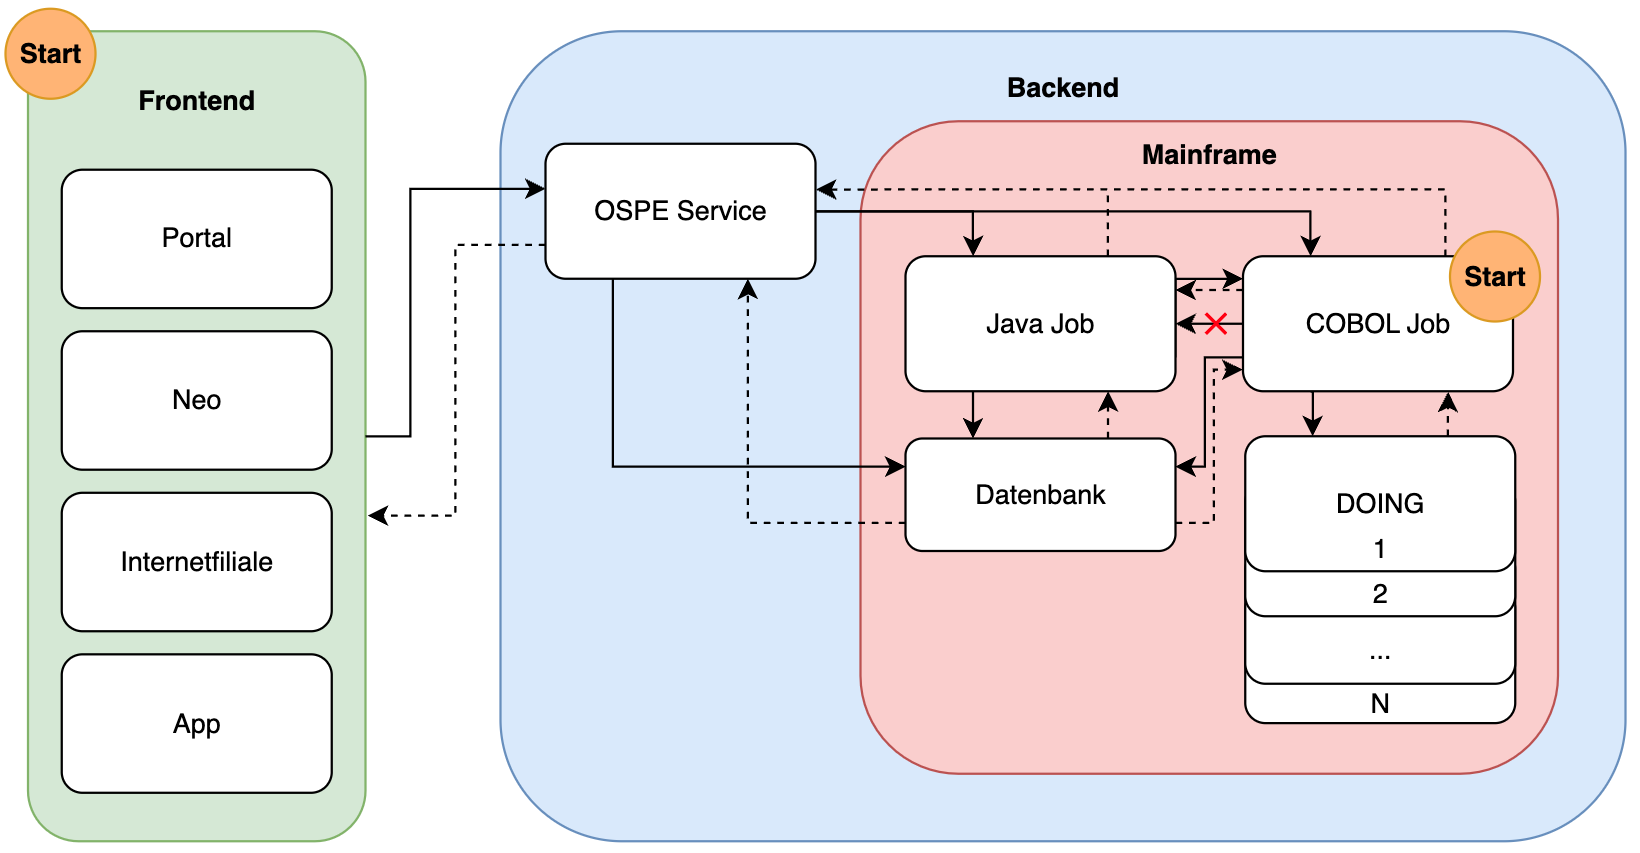 Start
Frontend
Portal
Neo
Internetfiliale
App
Backend
OSPE Service
Mainframe
Java Job
COBOL Job
Start
Datenbank
DOING
1
2
...
N